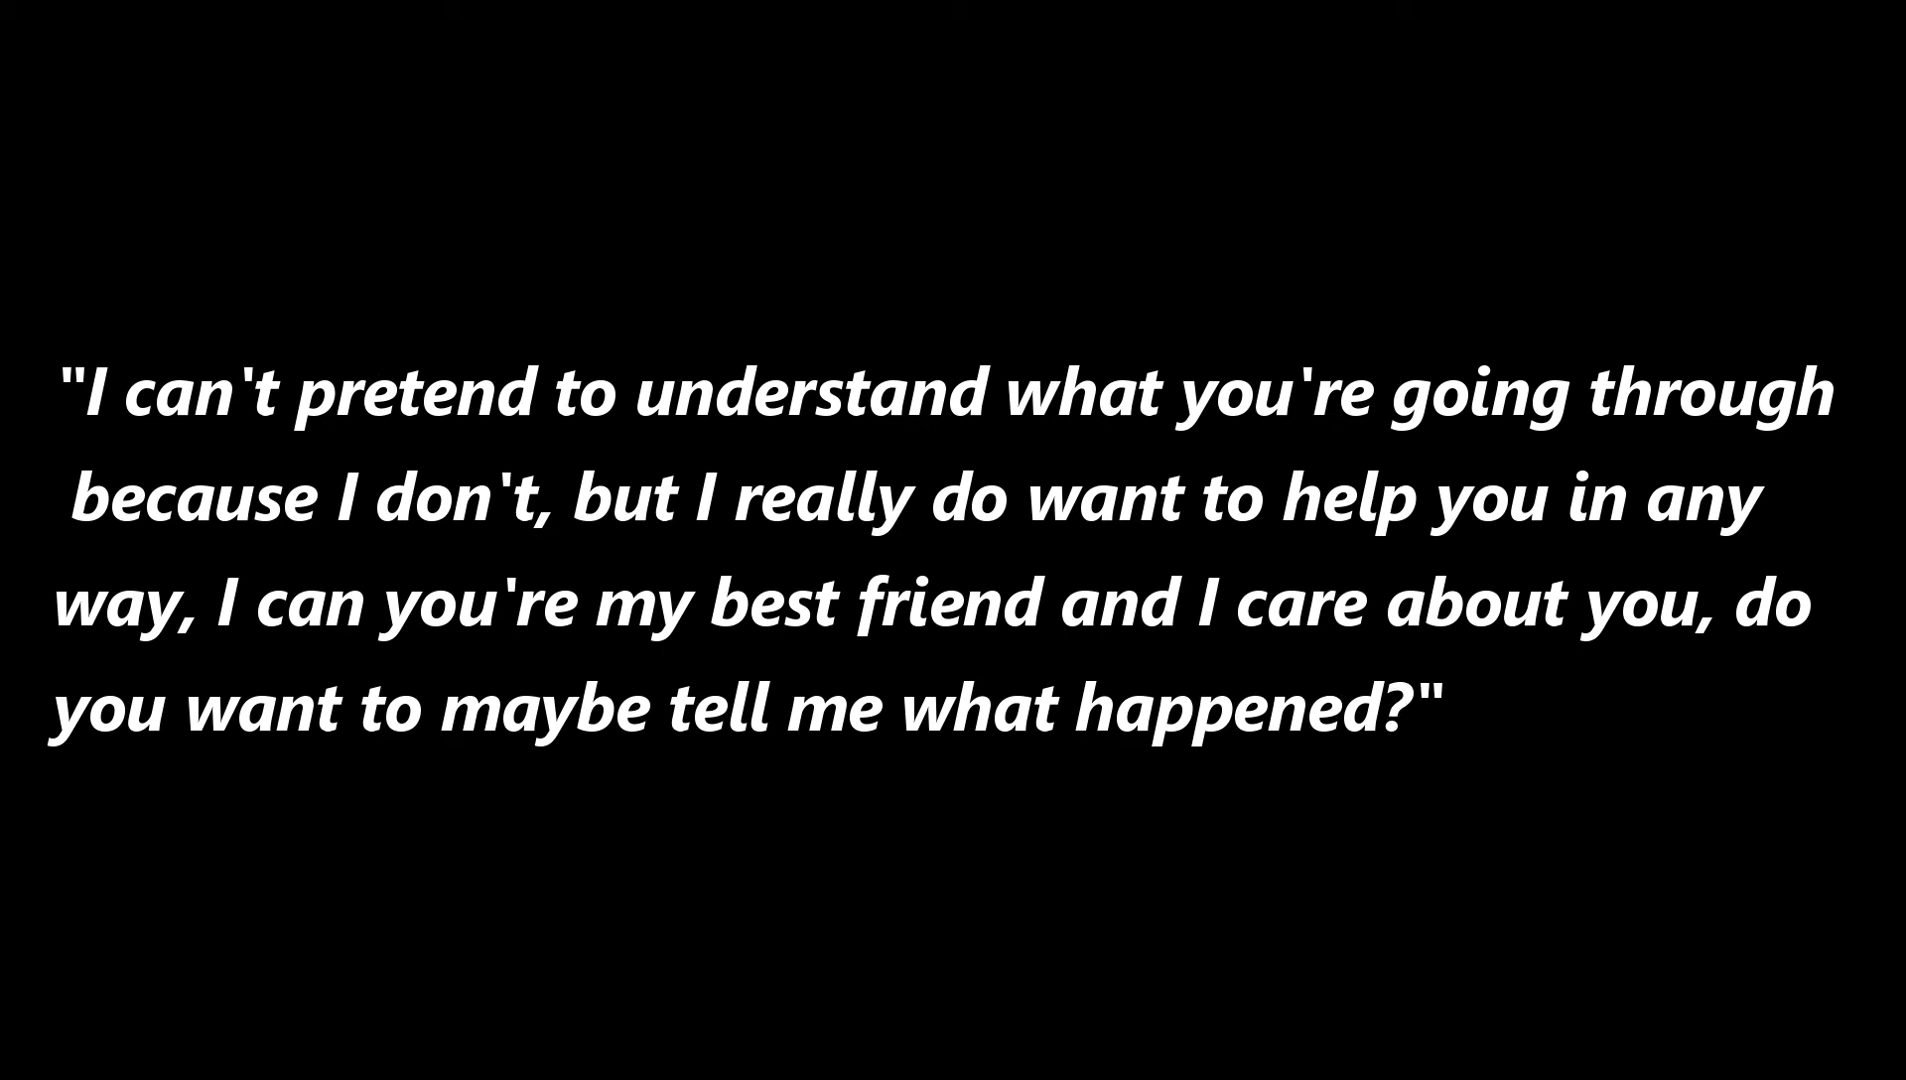 "I can't pretend to understand what you're going through
because I don't, but I really do want to help you in any
way, I can you're my best friend and I care about you, do
you want to maybe tell me what happened?"